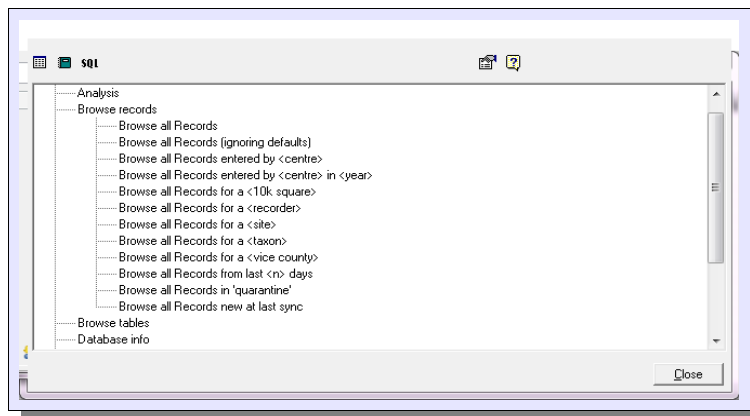 SQL
Analysis
Browse records
Browse all Records
Browse all Records (ignoring defaults)
Browse all Records entered by <centre>
Browse all Records entered by <centre> in <year>
Browse all Records for a <10k square>
Browse all Records for a <recorder>
Browse all Records for a <site>
Browse all Records for a <taxon>
Browse all Records for a <vice county>
Browse all Records from last <n> days
Browse all Records in 'quarantine'
Browse all Records new at last sync
Browse tables
Database info
Close